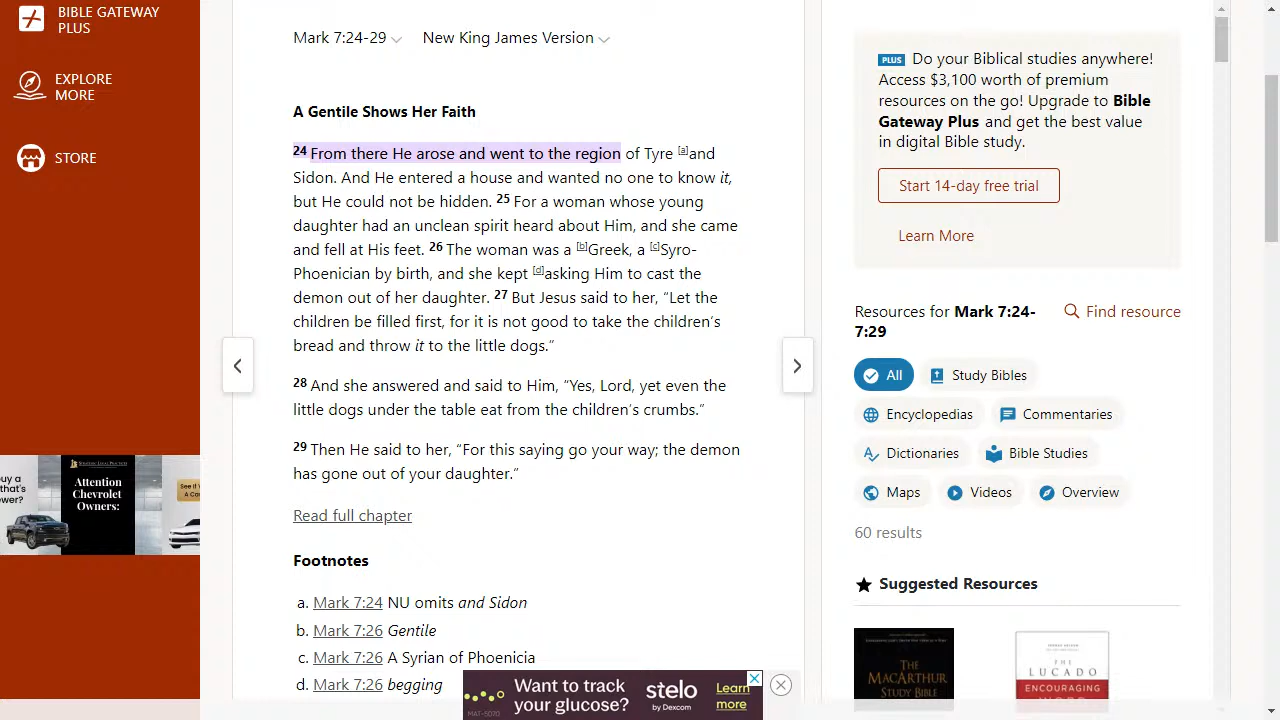 BIBLE GATEWAY
PLUS
EXPLORE
MORE
STORE
Attention
Chevrolet
Owners:
Mark 7:24-29
New King James Version
A Gentile Shows Her Faith
24 From there He arose and went to the region of Tyre [a]and
Sidon. And He entered a house and wanted no one to know it,
but He could not be hidden. 25 For a woman whose young
daughter had an unclean spirit heard about Him, and she came
and fell at His feet. 26 The woman was a [b]Greek, a [c]Syro-
Phoenician by birth, and she kept [d]asking Him to cast the
demon out of her daughter. 27 But Jesus said to her, “Let the
children be filled first, for it is not good to take the children’s
bread and throw it to the little dogs.”
28 And she answered and said to Him, “Yes, Lord, yet even the
little dogs under the table eat from the children’s crumbs.”
29 Then He said to her, “For this saying go your way; the demon
has gone out of your daughter.”
Read full chapter
Footnotes
a. Mark 7:24 NU omits and Sidon
b. Mark 7:26 Gentile
c. Mark 7:26 A Syrian of Phoenicia
d. Mark 7:26 begging
Want to track
your glucose?
stelo
by Dexcom
Learn
more
MAT-5070
PLUS Do your Biblical studies anywhere!
Access $3,100 worth of premium
resources on the go! Upgrade to Bible
Gateway Plus and get the best value
in digital Bible study.
Start 14-day free trial
Learn More
Resources for Mark 7:24-
7:29
Find resource
All
Study Bibles
Encyclopedias
Commentaries
Dictionaries
Bible Studies
Maps
Videos
Overview
60 results
Suggested Resources
THE
MACARTHUR
STUDY BIBLE
THE
LUCADO
ENCOURAGING